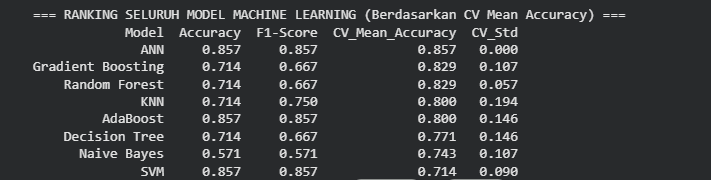 === RANKING SELURUH MODEL MACHINE LEARNING (Berdasarkan CV Mean Accuracy) ===
Model Accuracy F1-Score CV_Mean_Accuracy CV_Std
ANN 0.857 0.857 0.857 0.000
Gradient Boosting 0.714 0.667 0.829 0.107
Random Forest 0.714 0.667 0.829 0.057
KNN 0.714 0.750 0.800 0.194
AdaBoost 0.857 0.857 0.800 0.146
Decision Tree 0.714 0.667 0.771 0.146
Naive Bayes 0.571 0.571 0.743 0.107
SVM 0.857 0.857 0.714 0.090